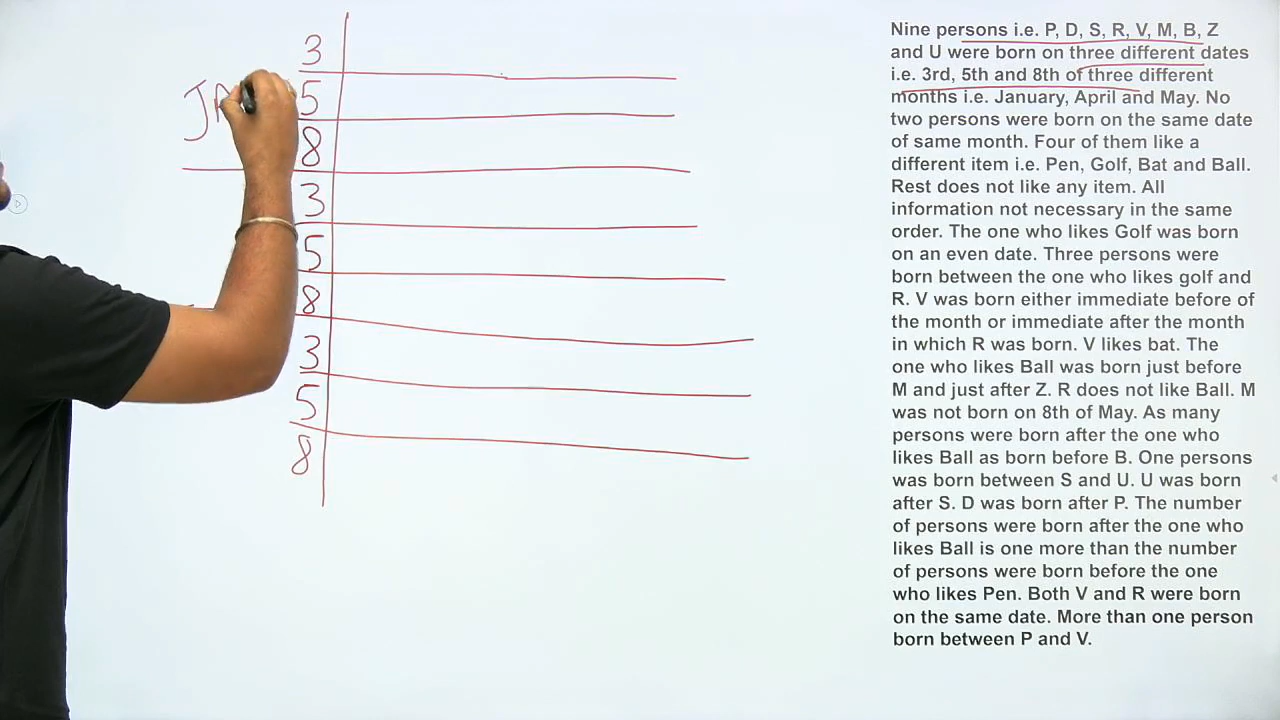 3
JA 5
8
3
5
8
3
5
8
Nine persons i.e. P, D, S, R, V, M, B, Z
and U were born on three different dates
i.e. 3rd, 5th and 8th of three different
months i.e. January, April and May. No
two persons were born on the same date
of same month. Four of them like a
different item i.e. Pen, Golf, Bat and Ball.
Rest does not like any item. All
information not necessary in the same
order. The one who likes Golf was born
on an even date. Three persons were
born between the one who likes golf and
R. V was born either immediate before of
the month or immediate after the month
in which R was born. V likes bat. The
one who likes Ball was born just before
M and just after Z. R does not like Ball. M
was not born on 8th of May. As many
persons were born after the one who
likes Ball as born before B. One persons
was born between S and U. U was born
after S. D was born after P. The number
of persons were born after the one who
likes Ball is one more than the number
of persons were born before the one
who likes Pen. Both V and R were born
on the same date. More than one person
born between P and V.